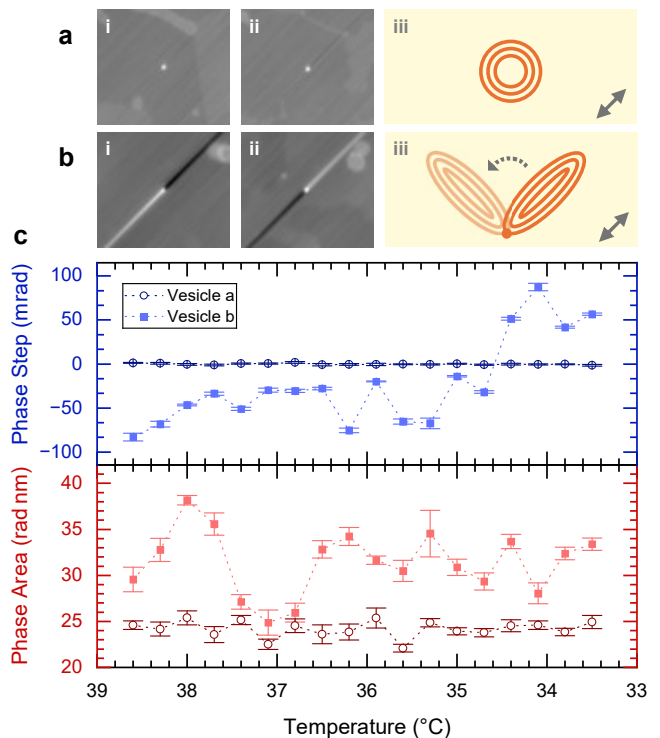 a
i
ii
iii
b
i
ii
iii
c
Phase Step (mrad)
100
50
0
−50
−100
Vesicle a
Vesicle b
Phase Area (rad nm)
40
35
30
25
20
39 38 37 36 35 34 33
Temperature (°C)